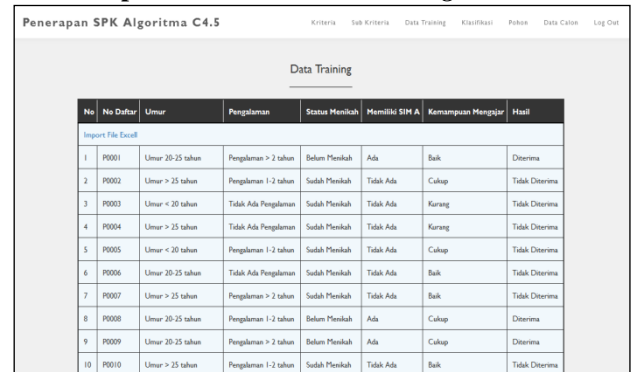 Penerapan SPK Algoritma C4.5 Kriteria Sub Kriteria Data Training Klasifikasi Pohon Data Calon Log Out
Data Training
No No Daftar Umur Pengalaman Status Menikah Memiliki SIM A Kemampuan Mengajar Hasil
Import File Excell
1 P0001 Umur 20-25 tahun Pengalaman > 2 tahun Belum Menikah Ada Baik Diterima
2 P0002 Umur > 25 tahun Pengalaman 1-2 tahun Sudah Menikah Tidak Ada Cukup Tidak Diterima
3 P0003 Umur < 20 tahun Tidak Ada Pengalaman Sudah Menikah Tidak Ada Kurang Tidak Diterima
4 P0004 Umur > 25 tahun Tidak Ada Pengalaman Sudah Menikah Tidak Ada Kurang Tidak Diterima
5 P0005 Umur < 20 tahun Pengalaman 1-2 tahun Sudah Menikah Tidak Ada Cukup Tidak Diterima
6 P0006 Umur 20-25 tahun Tidak Ada Pengalaman Sudah Menikah Tidak Ada Baik Tidak Diterima
7 P0007 Umur > 25 tahun Pengalaman > 2 tahun Sudah Menikah Tidak Ada Baik Tidak Diterima
8 P0008 Umur 20-25 tahun Pengalaman 1-2 tahun Belum Menikah Ada Cukup Diterima
9 P0009 Umur 20-25 tahun Pengalaman > 2 tahun Belum Menikah Ada Cukup Diterima
10 P0010 Umur > 25 tahun Pengalaman 1-2 tahun Sudah Menikah Tidak Ada Baik Tidak Diterima